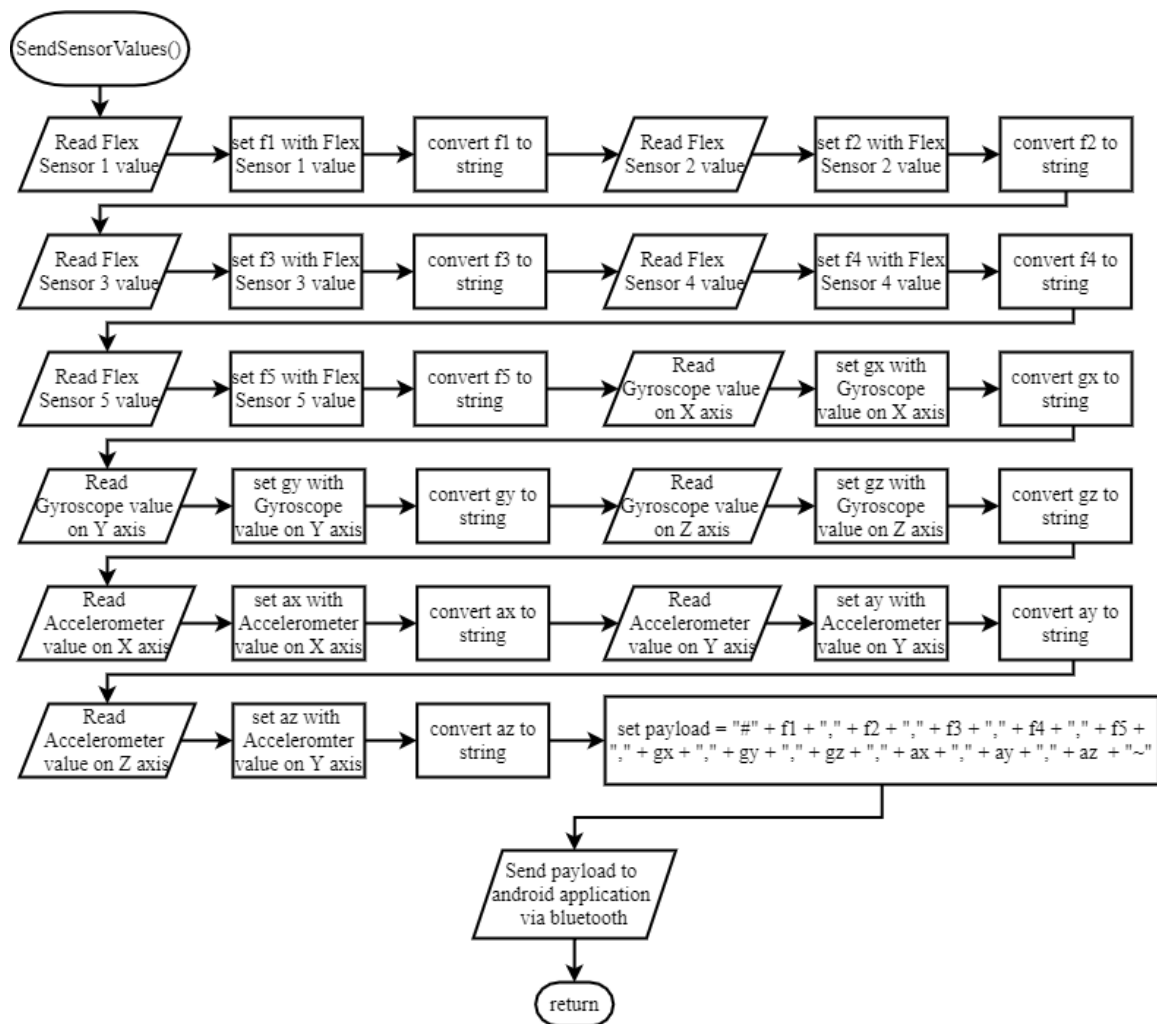 SendSensorValues()
Read Flex
Sensor 1 value
set f1 with Flex
Sensor 1 value
convert f1 to
string
Read Flex
Sensor 2 value
set f2 with Flex
Sensor 2 value
convert f2 to
string
Read Flex
Sensor 3 value
set f3 with Flex
Sensor 3 value
convert f3 to
string
Read Flex
Sensor 4 value
set f4 with Flex
Sensor 4 value
convert f4 to
string
Read Flex
Sensor 5 value
set f5 with Flex
Sensor 5 value
convert f5 to
string
Read
Gyroscope value
on X axis
set gx with
Gyroscope
value on X axis
convert gx to
string
Read
Gyroscope value
on Y axis
set gy with
Gyroscope
value on Y axis
convert gy to
string
Read
Gyroscope value
on Z axis
set gz with
Gyroscope
value on Z axis
convert gz to
string
Read
Accelerometer
value on X axis
set ax with
Accelerometer
value on X axis
convert ax to
string
Read
Accelerometer
value on Y axis
set ay with
Accelerometer
value on Y axis
convert ay to
string
Read
Accelerometer
value on Z axis
set az with
Acceleromter
value on Y axis
convert az to
string
set payload = "#" + f1 + "," + f2 + "," + f3 + "," + f4 + "," + f5 +
"," + gx + "," + gy + "," + gz + "," + ax + "," + ay + "," + az + "~"
Send payload to
android application
via bluetooth
return